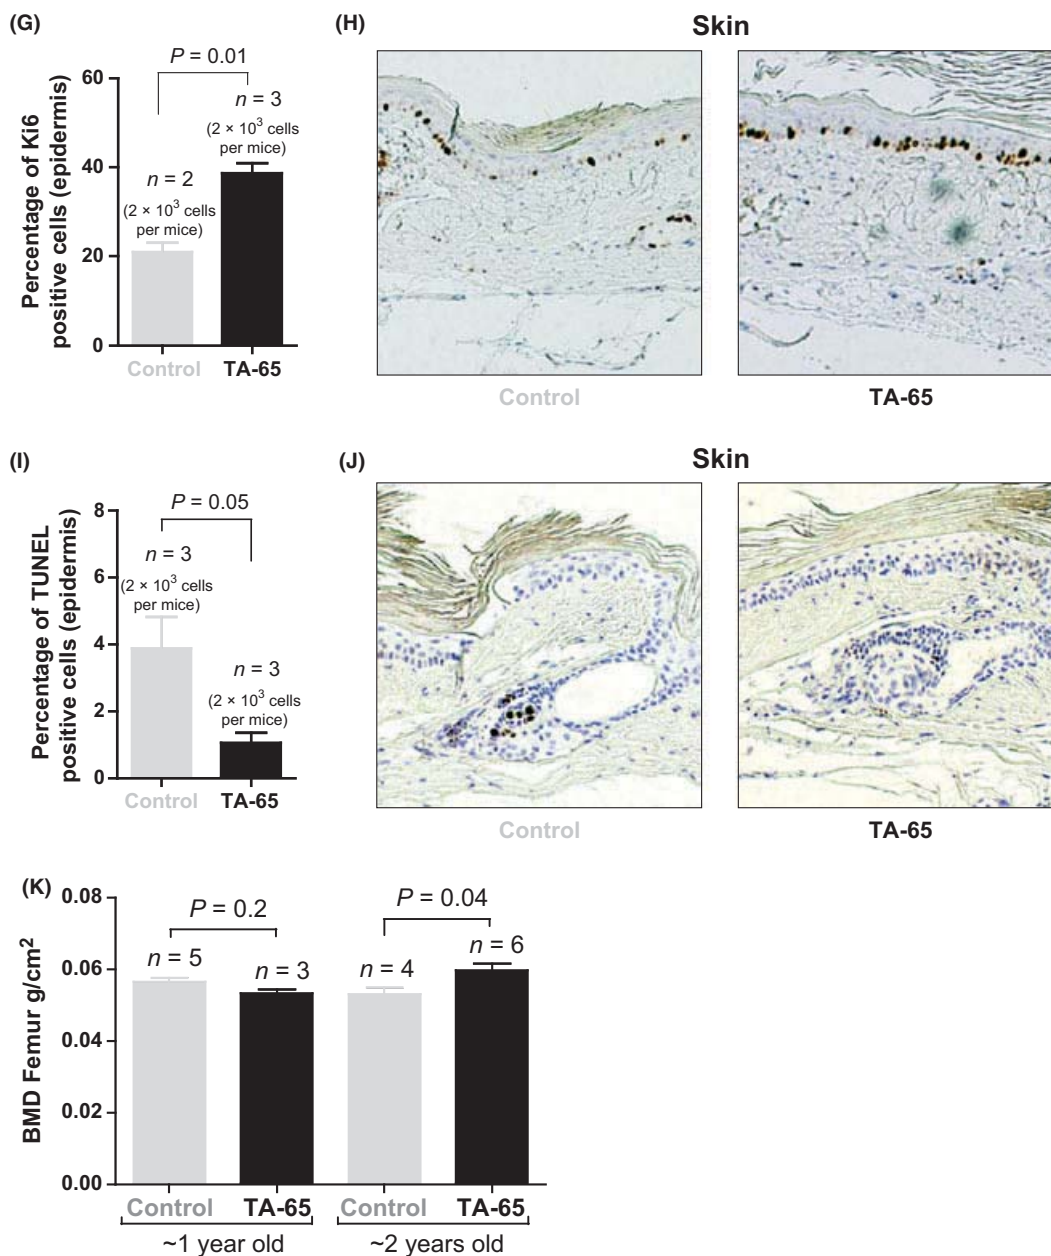 (G)
P = 0.01
Percentage of Ki6
positive cells (epidermis)
60
40
20
0
n = 2
(2 × 10³ cells
per mice)
n = 3
(2 × 10³ cells
per mice)
Control
TA-65
(H)
Skin
Control
TA-65
(I)
P = 0.05
Percentage of TUNEL
positive cells (epidermis)
8
6
4
2
0
n = 3
(2 × 10³ cells
per mice)
n = 3
(2 × 10³ cells
per mice)
Control
TA-65
(J)
Skin
Control
TA-65
(K)
BMD Femur g/cm²
0.08
0.06
0.04
0.02
0.00
P = 0.2
n = 5
n = 3
P = 0.04
n = 4
n = 6
Control
TA-65
Control
TA-65
~1 year old
~2 years old